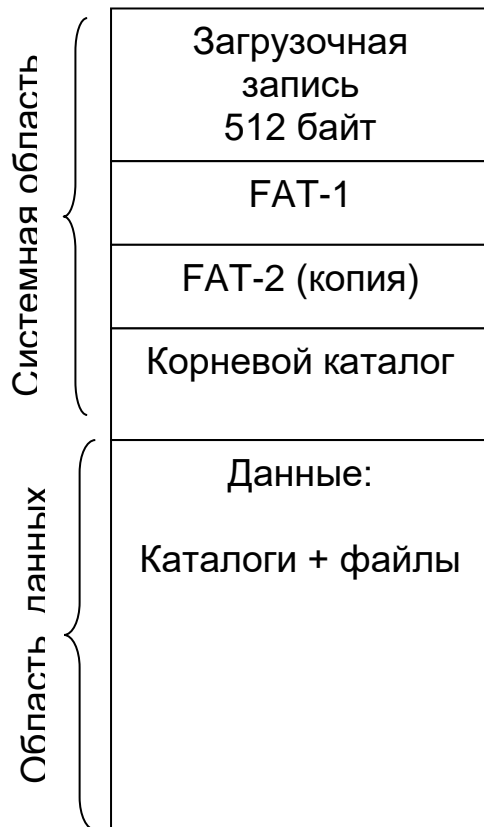 Системная область
Загрузочная
запись
512 байт
FAT-1
FAT-2 (копия)
Корневой каталог
Область данных
Данные:
Каталоги + файлы